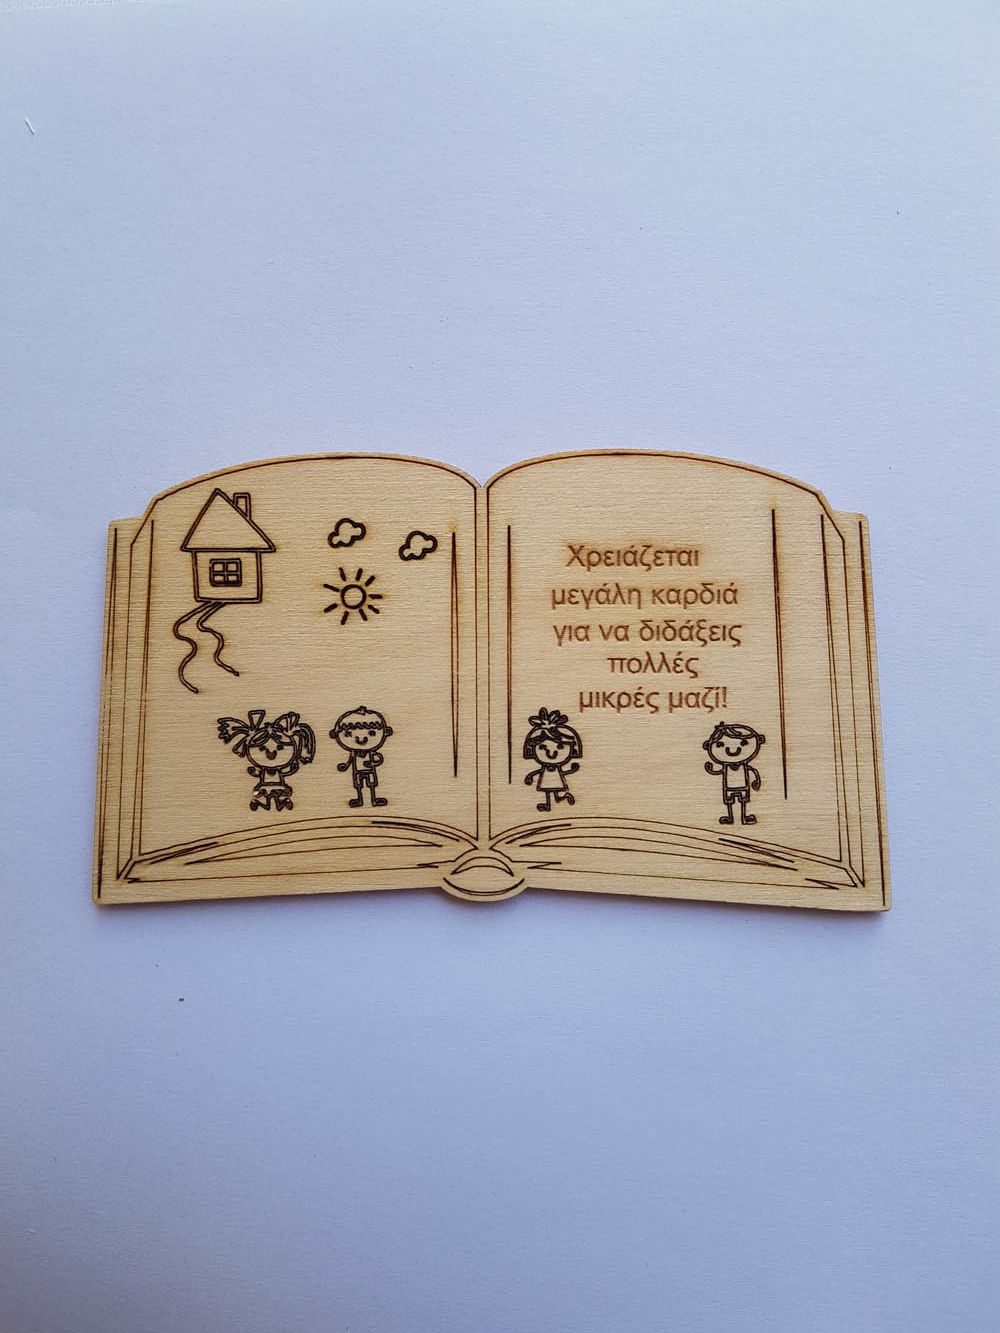 Χρειάζεται
μεγάλη καρδιά
για να διδάξεις
πολλές
μικρές μαζί!